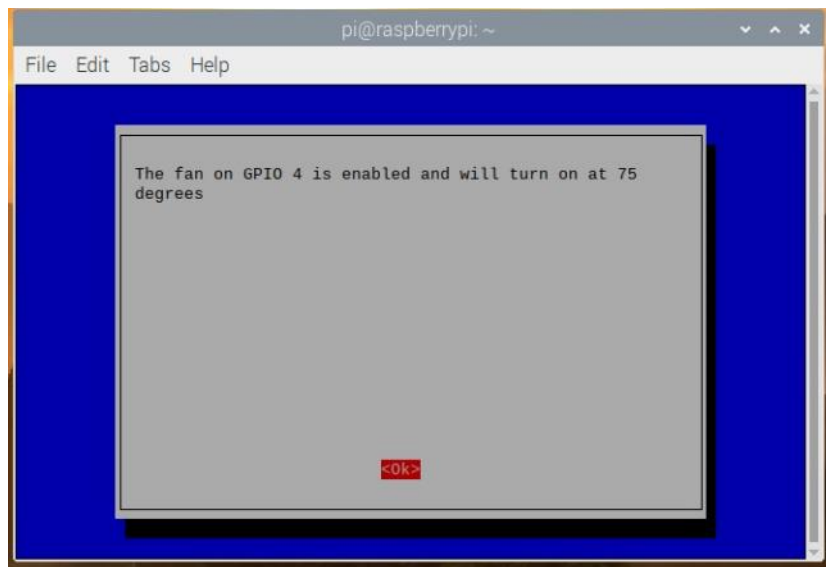 pi@raspberrypi: ~
File Edit Tabs Help
The fan on GPIO 4 is enabled and will turn on at 75
degrees
<Ok>